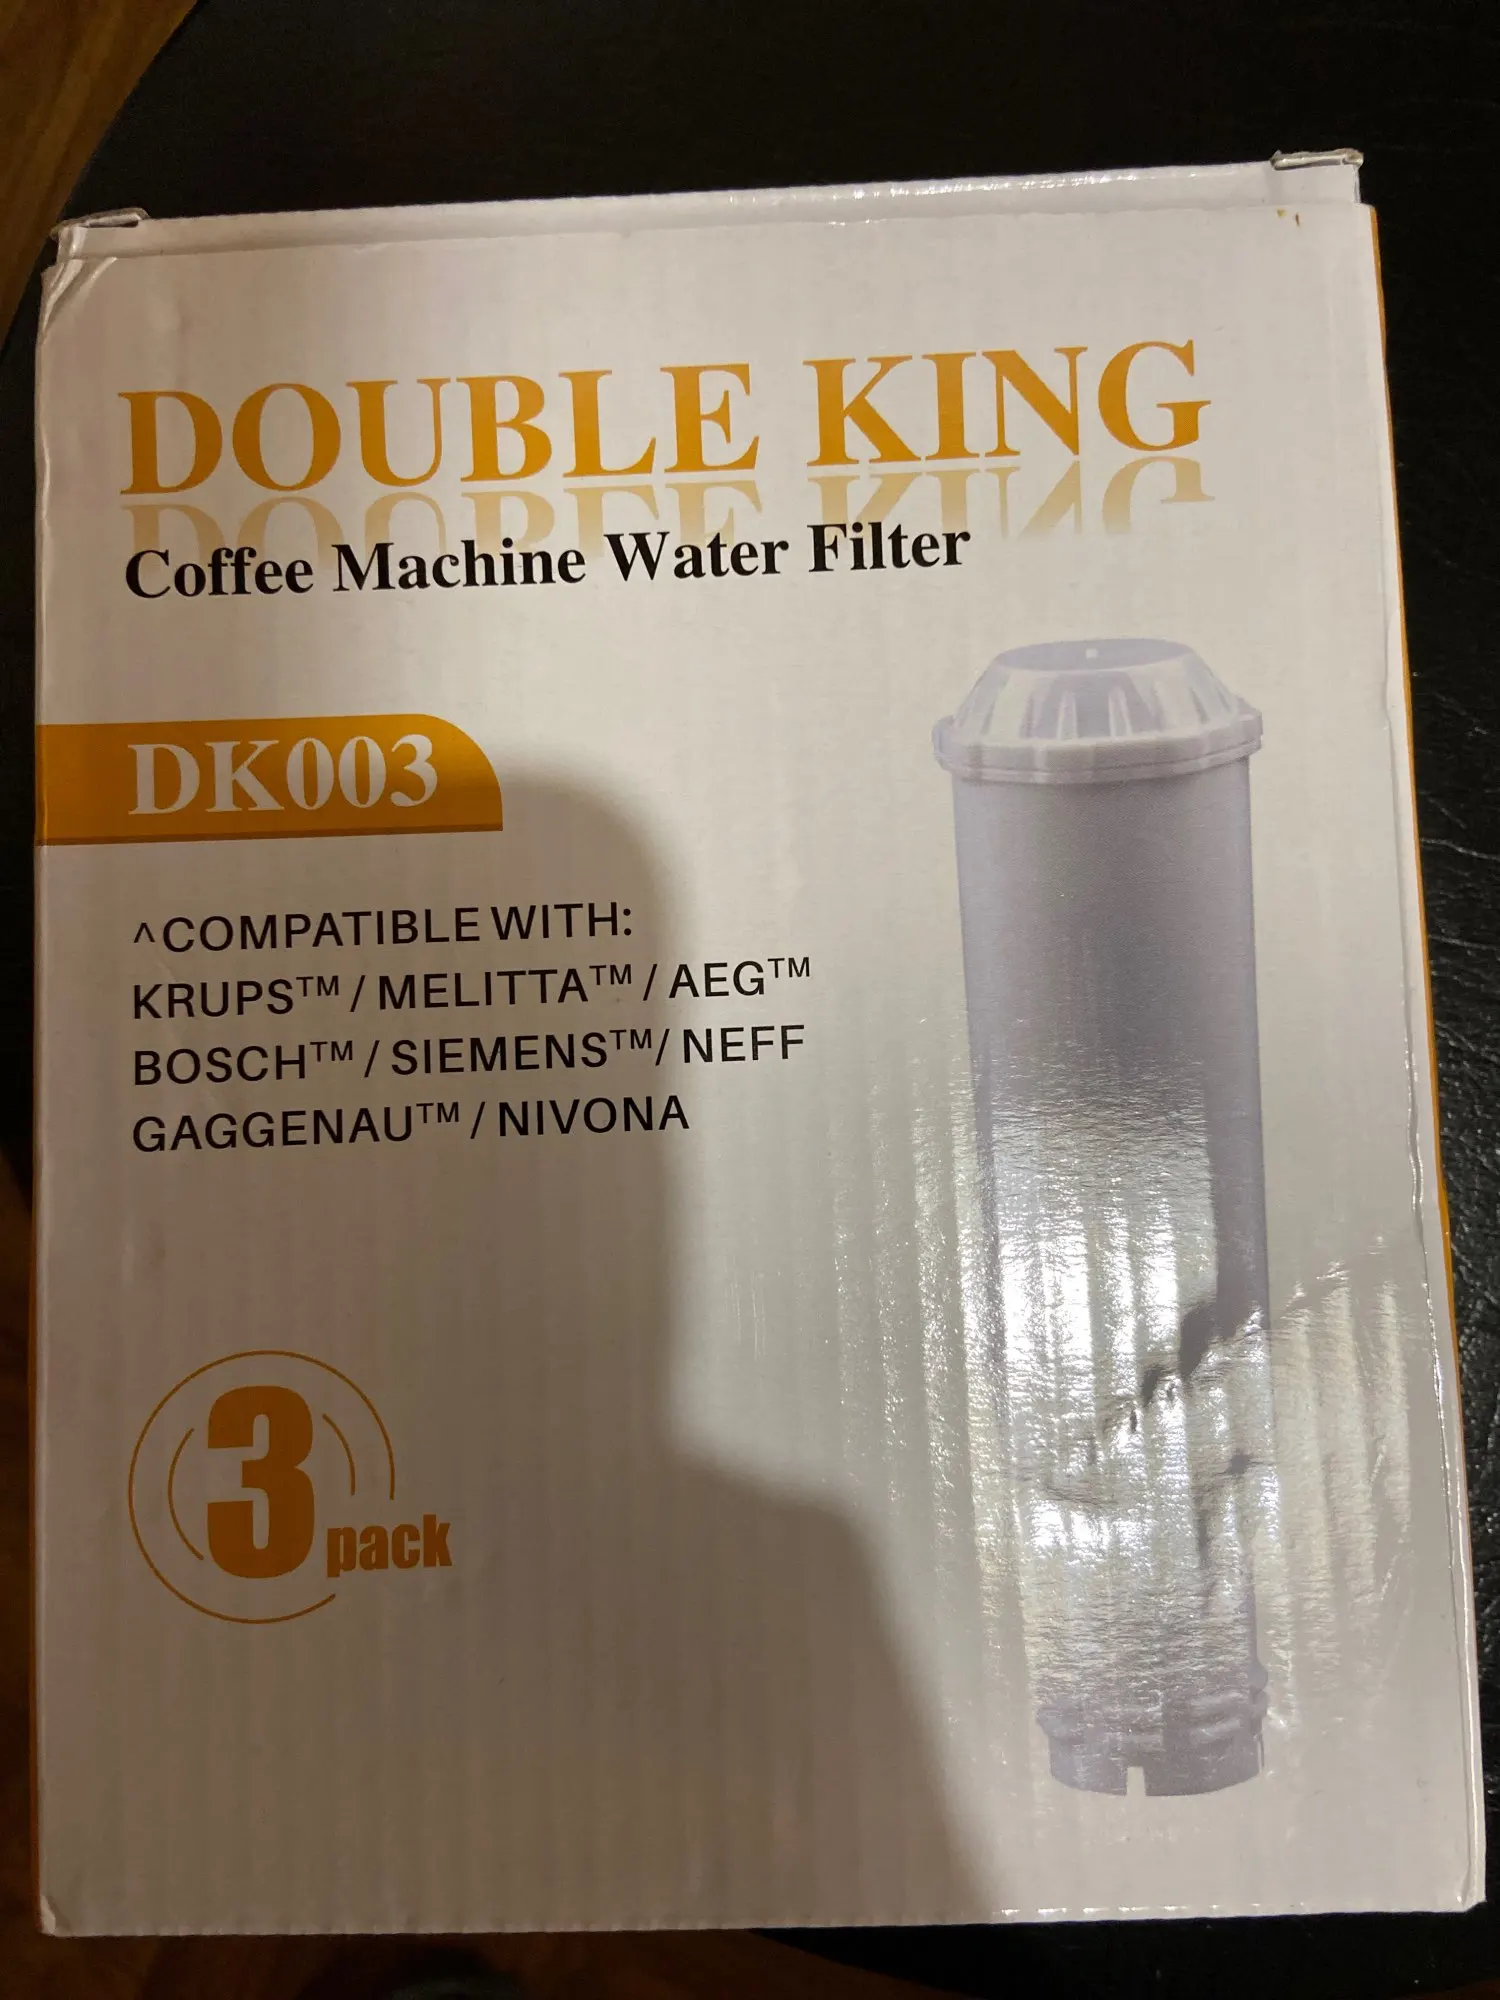 DOUBLE KING
Coffee Machine Water Filter
DK003
^COMPATIBLE WITH:
KRUPS™ / MELITTA™ / AEG™
BOSCH™ / SIEMENS™/ NEFF
GAGGENAU™ / NIVONA
3 pack